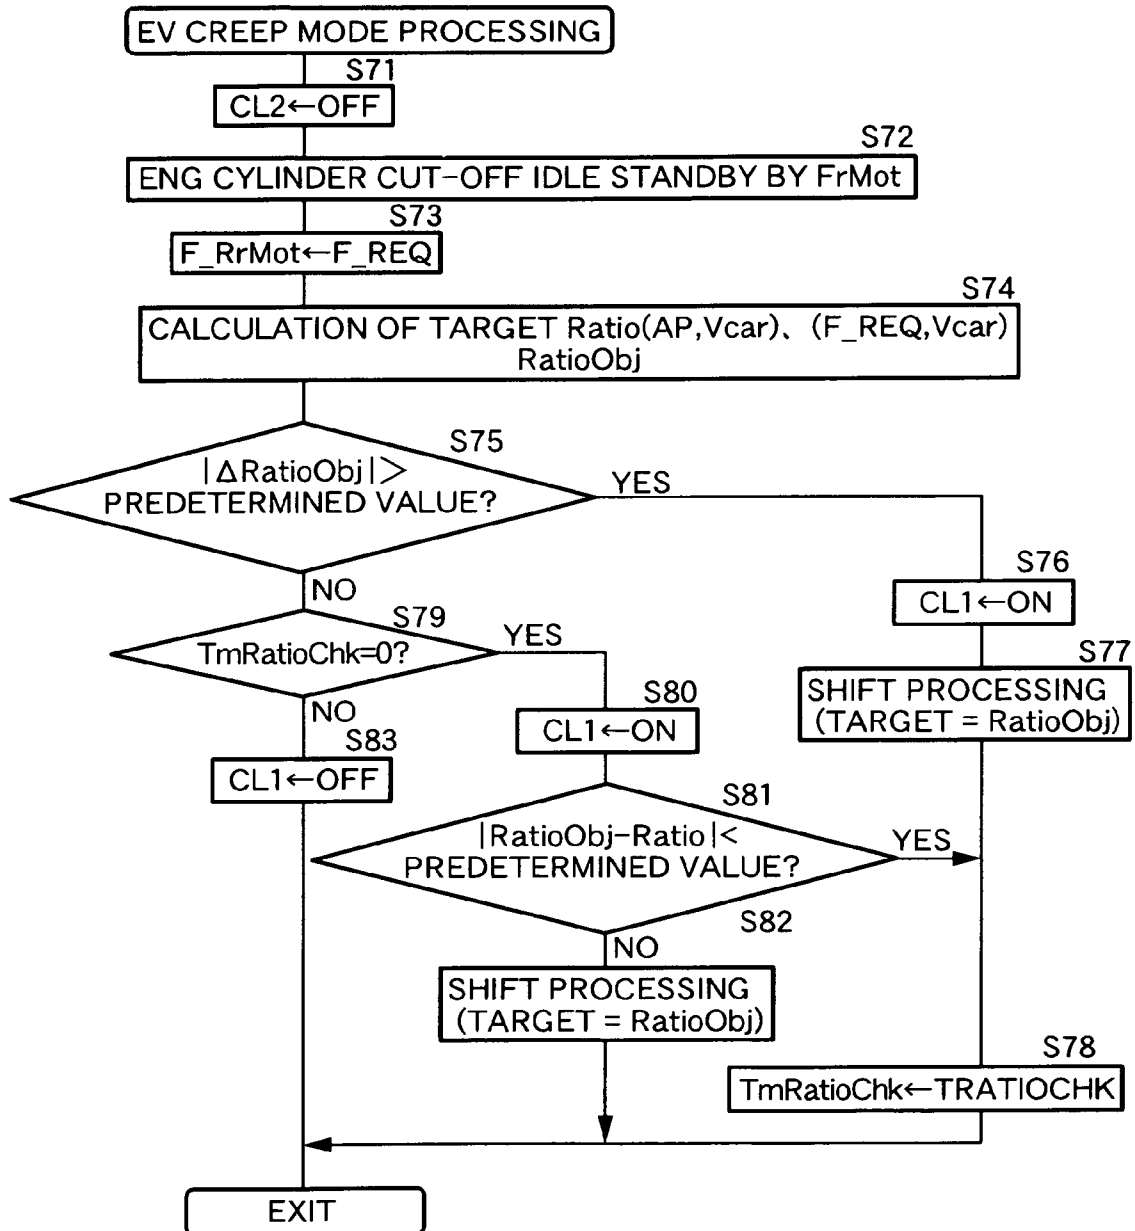 EV CREEP MODE PROCESSING
S71
CL2←OFF
S72
ENG CYLINDER CUT-OFF IDLE STANDBY BY FrMot
S73
F_RrMot←F_REQ
S74
CALCULATION OF TARGET Ratio(AP,Vcar)、(F_REQ,Vcar)
RatioObj
S75
|ΔRatioObj|>
PREDETERMINED VALUE?
YES
NO
S76
CL1←ON
S77
SHIFT PROCESSING
(TARGET = RatioObj)
S79
TmRatioChk=0?
YES
NO
S80
CL1←ON
S83
CL1←OFF
S81
|RatioObj-Ratio|<
PREDETERMINED VALUE?
YES
S82
NO
SHIFT PROCESSING
(TARGET = RatioObj)
S78
TmRatioChk←TRATIOCHK
EXIT